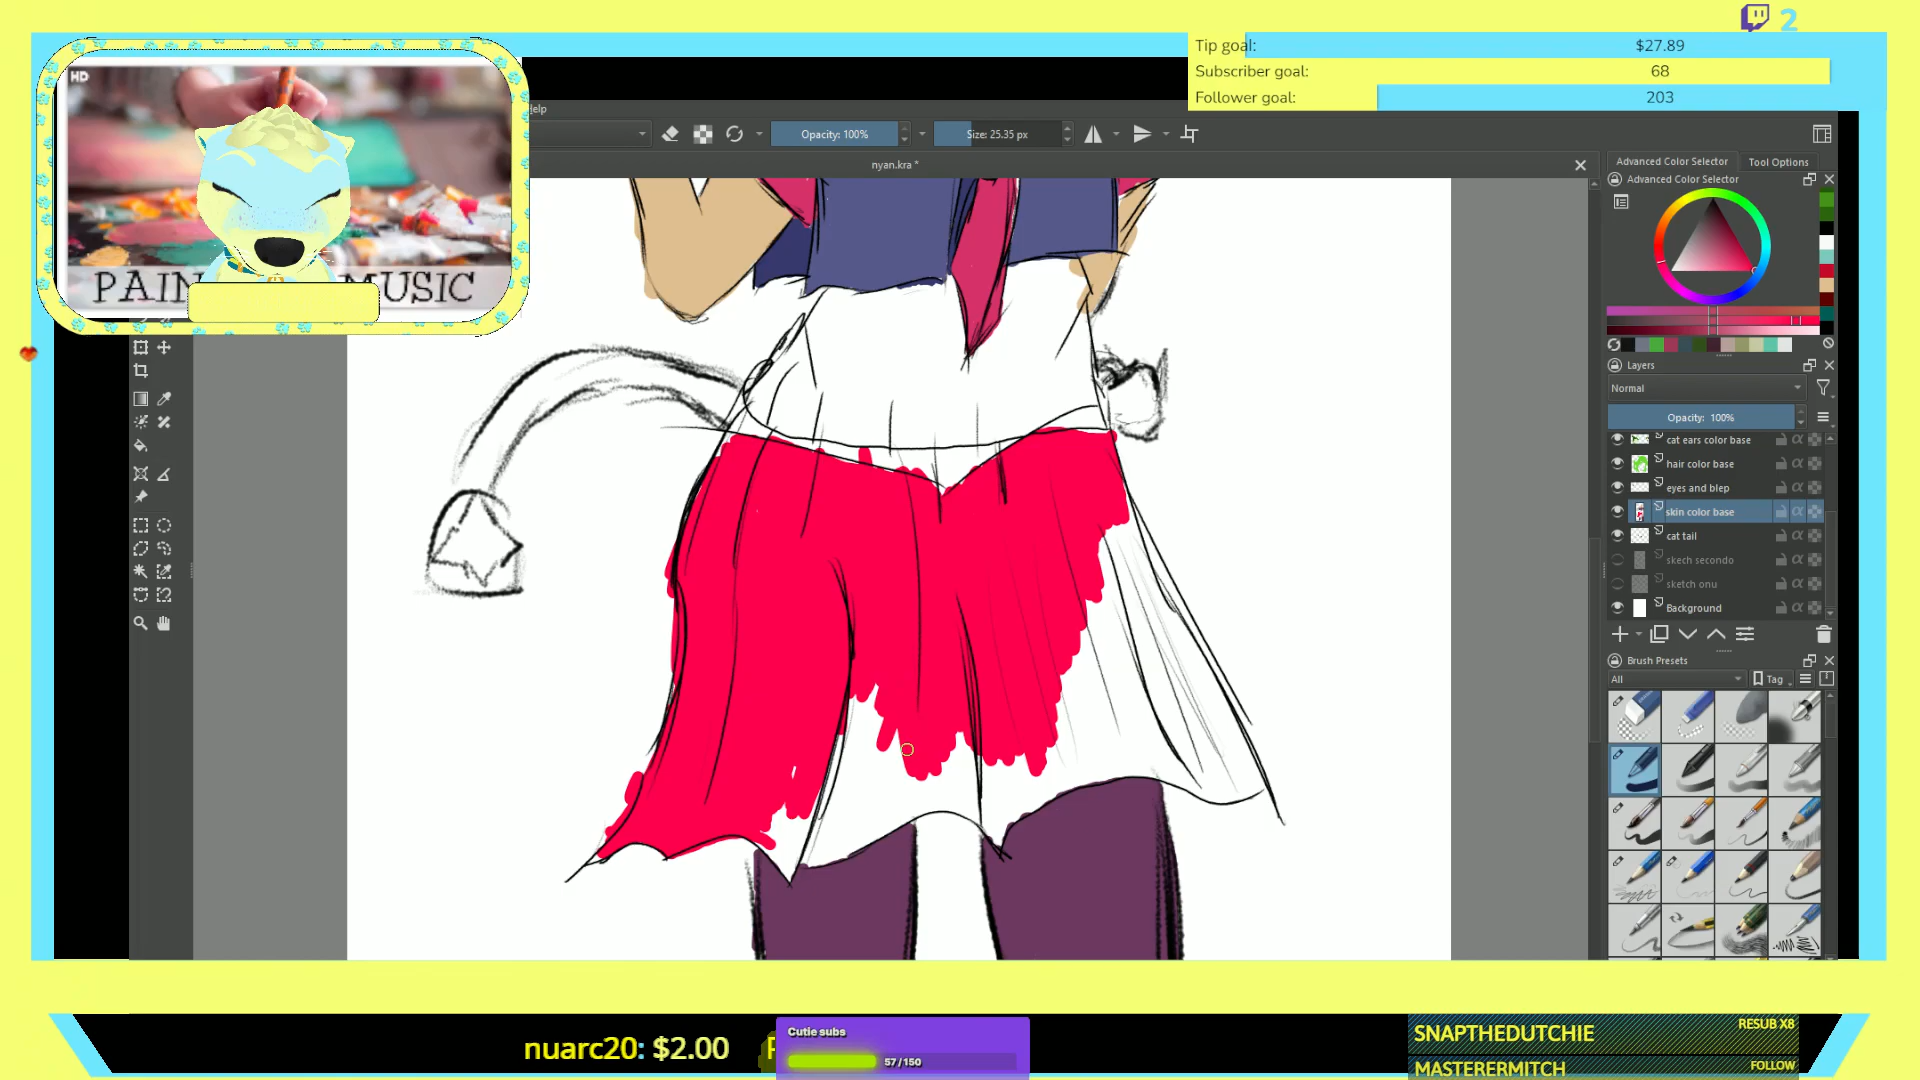 2
Tip goal: $27.89
Subscriber goal: 68
Follower goal: 203
HD
PAIN MUSIC
elp
Opacity: 100%
Size: 25.35 px
nyan.kra *
Advanced Color Selector
Tool Options
Advanced Color Selector
Layers
Normal
Opacity: 100%
cat ears color base
hair color base
eyes and blep
skin color base
cat tail
skech secondo
sketch onu
Background
Brush Presets
All
Tag
nuarc20: $2.00
Cutie subs
57/150
SNAPTHEDUTCHIE
RESUB X8
MASTERERMITCH
FOLLOW